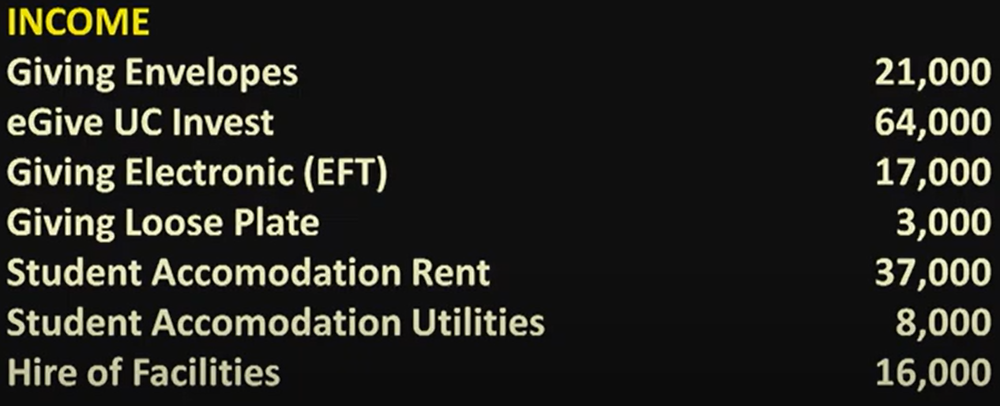 INCOME
Giving Envelopes 21,000
eGive UC Invest 64,000
Giving Electronic (EFT) 17,000
Giving Loose Plate 3,000
Student Accomodation Rent 37,000
Student Accomodation Utilities 8,000
Hire of Facilities 16,000